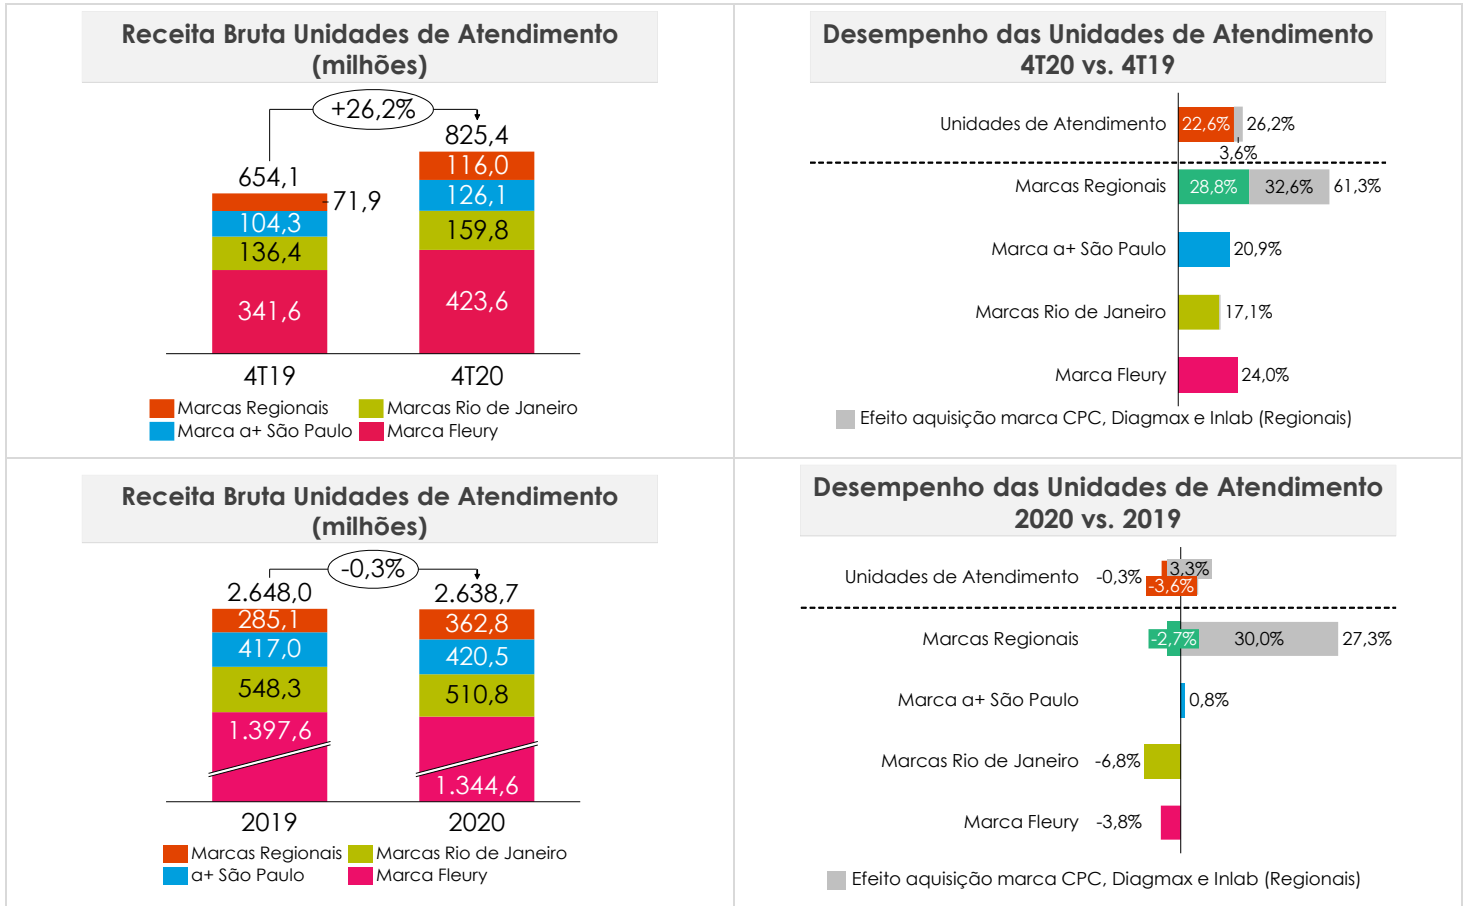 Receita Bruta Unidades de Atendimento
(milhões)
+26,2%
654,1
825,4
71,9
104,3
136,4
341,6
116,0
126,1
159,8
423,6
4T19
4T20
Marcas Regionais
Marcas Rio de Janeiro
Marca a+ São Paulo
Marca Fleury
Desempenho das Unidades de Atendimento
4T20 vs. 4T19
Unidades de Atendimento
22,6%
26,2%
3,6%
Marcas Regionais
28,8%
32,6%
61,3%
Marca a+ São Paulo
20,9%
Marcas Rio de Janeiro
17,1%
Marca Fleury
24,0%
Efeito aquisição marca CPC, Diagmax e Inlab (Regionais)
Receita Bruta Unidades de Atendimento
(milhões)
-0,3%
2.648,0
2.638,7
285,1
417,0
548,3
1.397,6
362,8
420,5
510,8
1.344,6
2019
2020
Marcas Regionais
Marcas Rio de Janeiro
a+ São Paulo
Marca Fleury
Desempenho das Unidades de Atendimento
2020 vs. 2019
Unidades de Atendimento
-0,3%
3,3%
-3,6%
Marcas Regionais
-2,7%
30,0%
27,3%
Marca a+ São Paulo
0,8%
Marcas Rio de Janeiro
-6,8%
Marca Fleury
-3,8%
Efeito aquisição marca CPC, Diagmax e Inlab (Regionais)